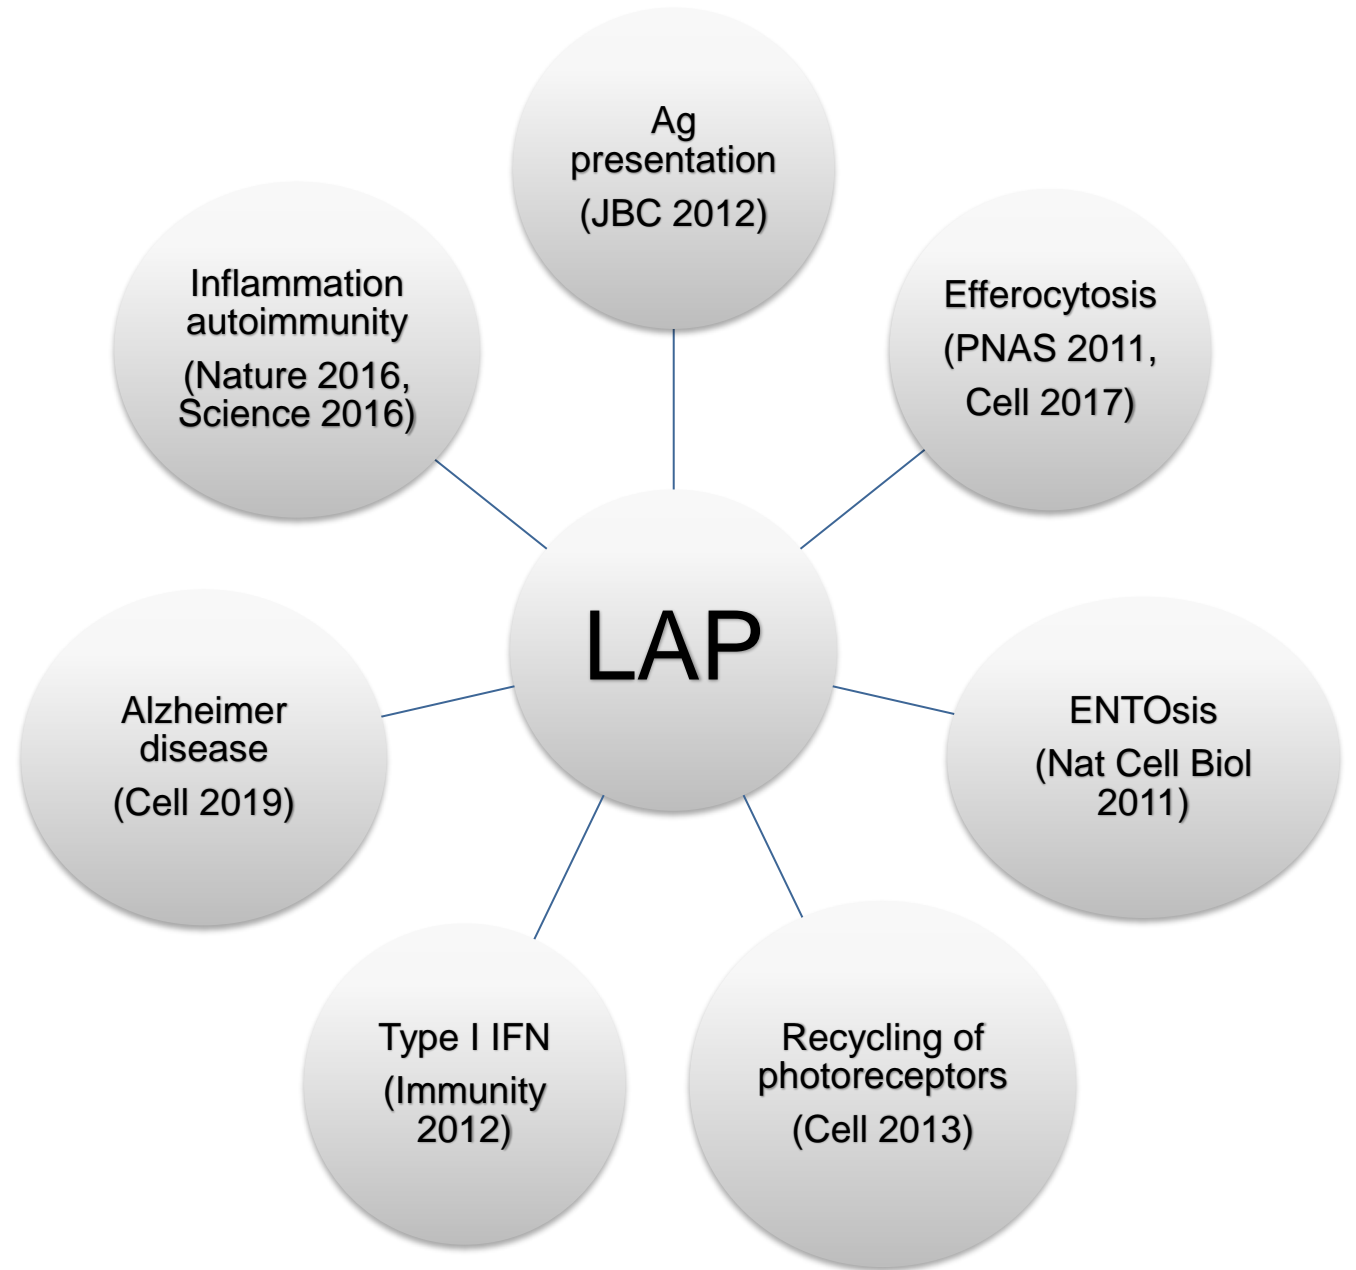 Ag
presentation
(JBC 2012)
Inflammation
autoimmunity
(Nature 2016,
Science 2016)
Efferocytosis
(PNAS 2011,
Cell 2017)
LAP
Alzheimer
disease
(Cell 2019)
ENTOsis
(Nat Cell Biol
2011)
Type I IFN
(Immunity
2012)
Recycling of
photoreceptors
(Cell 2013)